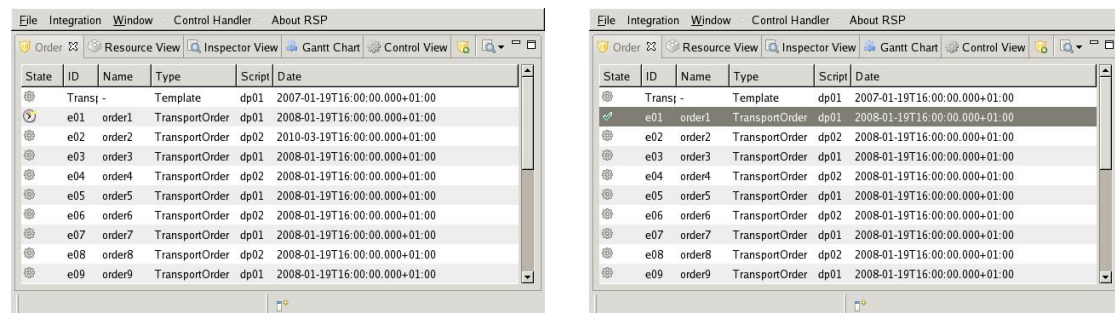 File Integration Window Control Handler About RSP
Order Resource View Inspector View Gantt Chart Control View
State ID Name Type Script Date
Trans - Template dp01 2007-01-19T16:00:00.000+01:00
e01 order1 TransportOrder dp01 2008-01-19T16:00:00.000+01:00
e02 order2 TransportOrder dp02 2010-03-19T16:00:00.000+01:00
e03 order3 TransportOrder dp01 2008-01-19T16:00:00.000+01:00
e04 order4 TransportOrder dp02 2008-01-19T16:00:00.000+01:00
e05 order5 TransportOrder dp01 2008-01-19T16:00:00.000+01:00
e06 order6 TransportOrder dp02 2008-01-19T16:00:00.000+01:00
e07 order7 TransportOrder dp01 2008-01-19T16:00:00.000+01:00
e08 order8 TransportOrder dp02 2008-01-19T16:00:00.000+01:00
e09 order9 TransportOrder dp01 2008-01-19T16:00:00.000+01:00
File Integration Window Control Handler About RSP
Order Resource View Inspector View Gantt Chart Control View
State ID Name Type Script Date
Trans - Template dp01 2007-01-19T16:00:00.000+01:00
e01 order1 TransportOrder dp01 2008-01-19T16:00:00.000+01:00
e02 order2 TransportOrder dp02 2008-01-19T16:00:00.000+01:00
e03 order3 TransportOrder dp01 2008-01-19T16:00:00.000+01:00
e04 order4 TransportOrder dp02 2008-01-19T16:00:00.000+01:00
e05 order5 TransportOrder dp01 2008-01-19T16:00:00.000+01:00
e06 order6 TransportOrder dp02 2008-01-19T16:00:00.000+01:00
e07 order7 TransportOrder dp01 2008-01-19T16:00:00.000+01:00
e08 order8 TransportOrder dp02 2008-01-19T16:00:00.000+01:00
e09 order9 TransportOrder dp01 2008-01-19T16:00:00.000+01:00